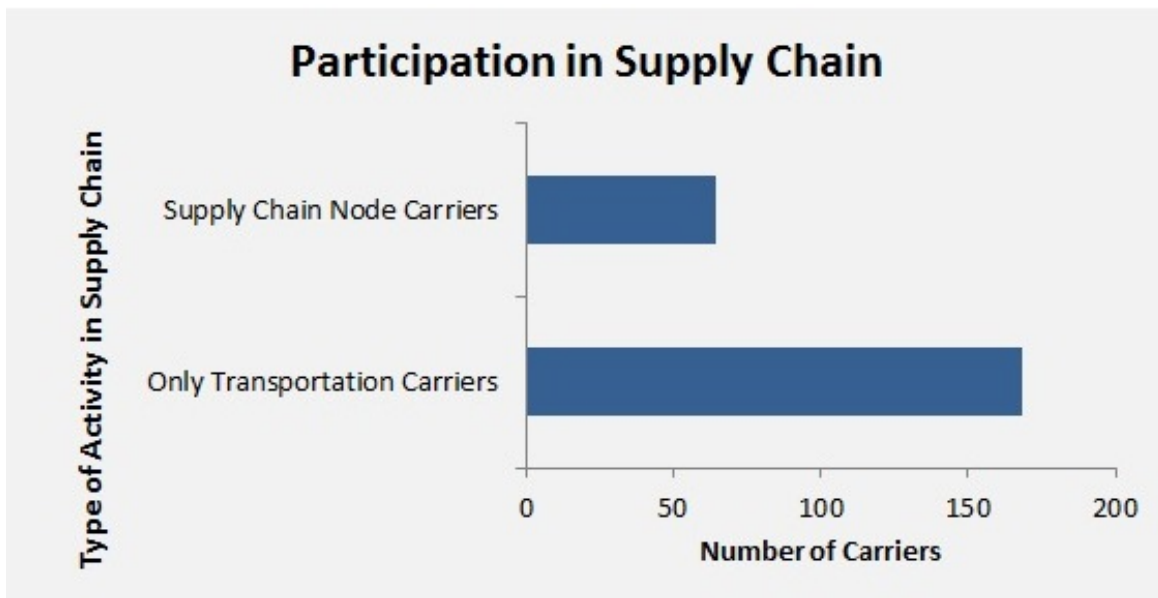 Participation in Supply Chain
Type of Activity in Supply Chain
Supply Chain Node Carriers
Only Transportation Carriers
0 50 100 150 200
Number of Carriers